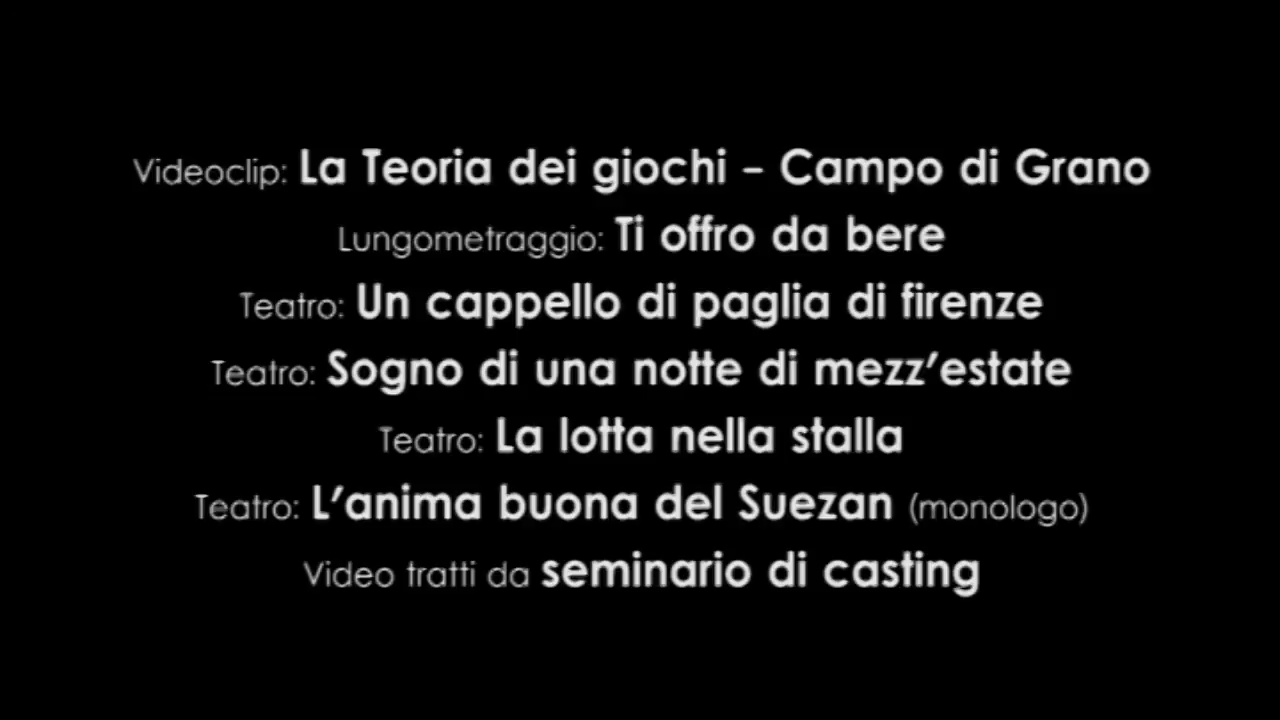 Videoclip: La Teoria dei giochi - Campo di Grano
Lungometraggio: Ti offro da bere
Teatro: Un cappello di paglia di firenze
Teatro: Sogno di una notte di mezz'estate
Teatro: La lotta nella stalla
Teatro: L'anima buona del Suezan (monologo)
Video tratti da seminario di casting